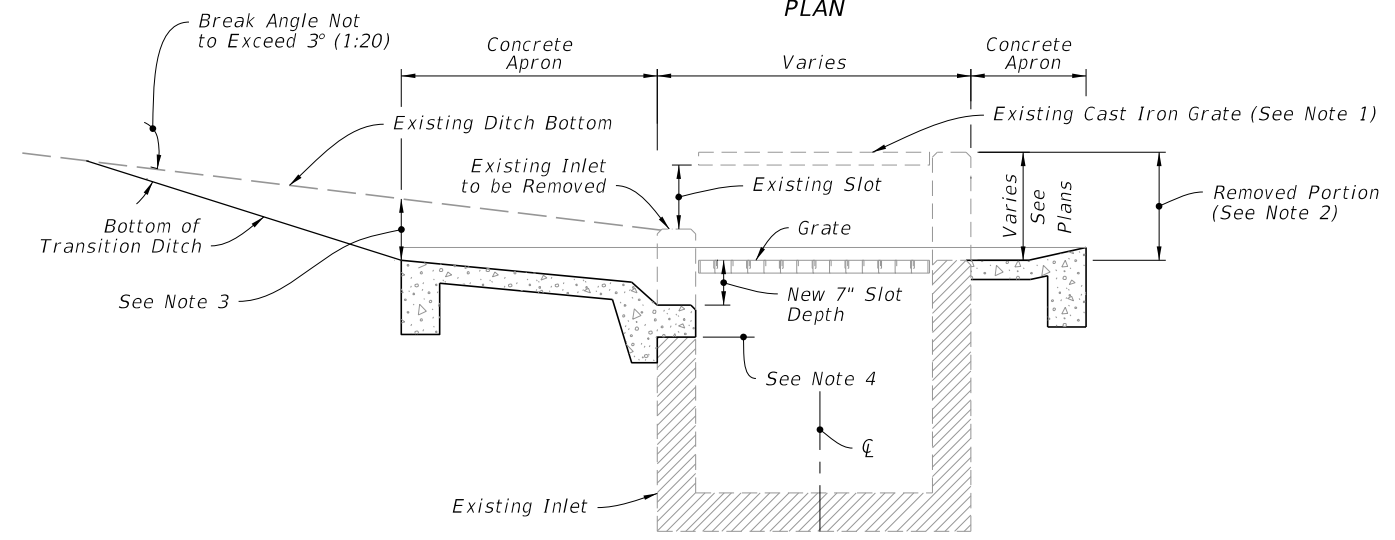 PLAN
Break Angle Not
to Exceed 3° (1:20)
Concrete
Apron
Varies
Concrete
Apron
Existing Ditch Bottom
Existing Cast Iron Grate (See Note 1)
Existing Inlet
to be Removed
Existing Slot
Varies
See
Plans
Removed Portion
(See Note 2)
Bottom of
Transition Ditch
Grate
See Note 3
New 7" Slot
Depth
See Note 4
℄
Existing Inlet